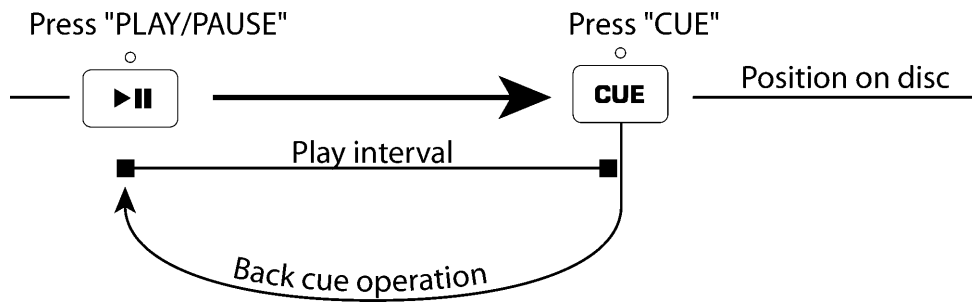 Press "PLAY/PAUSE"
Press "CUE"
CUE
Position on disc
Play interval
Back cue operation